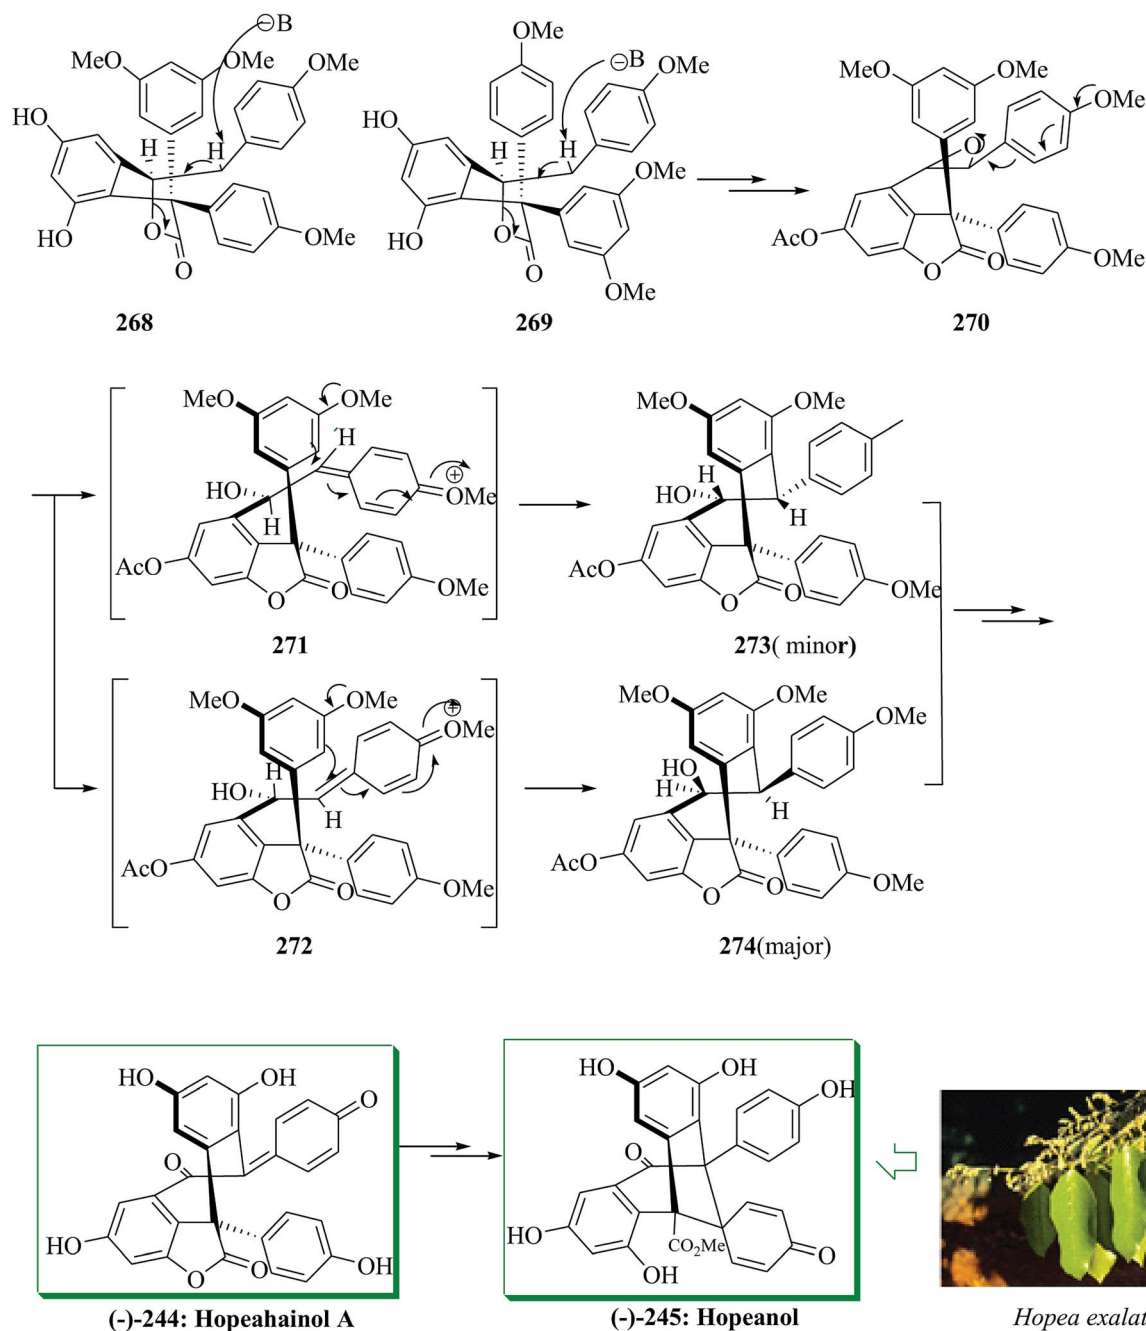 ⊖B
MeO
OMe
OMe
HO
H
H
HO
O
O
OMe
268
OMe
⊖B
OMe
HO
H
H
OMe
HO
O
O
OMe
269
MeO
OMe
OMe
O
AcO
O
O
OMe
270
MeO
OMe
H
HO
H
⊕
OMe
AcO
O
O
OMe
271
MeO
OMe
H
HO
H
AcO
O
O
OMe
273( minor)
MeO
OMe
⊕
OMe
H
HO
H
AcO
O
O
OMe
272
MeO
OMe
OMe
HO
H
H
AcO
O
O
OMe
274(major)
HO
OH
O
O
HO
O
O
OH
(-)-244: Hopeahainol A
HO
OH
OH
O
HO
CO2Me
O
OH
(-)-245: Hopeanol
Hopea exalat